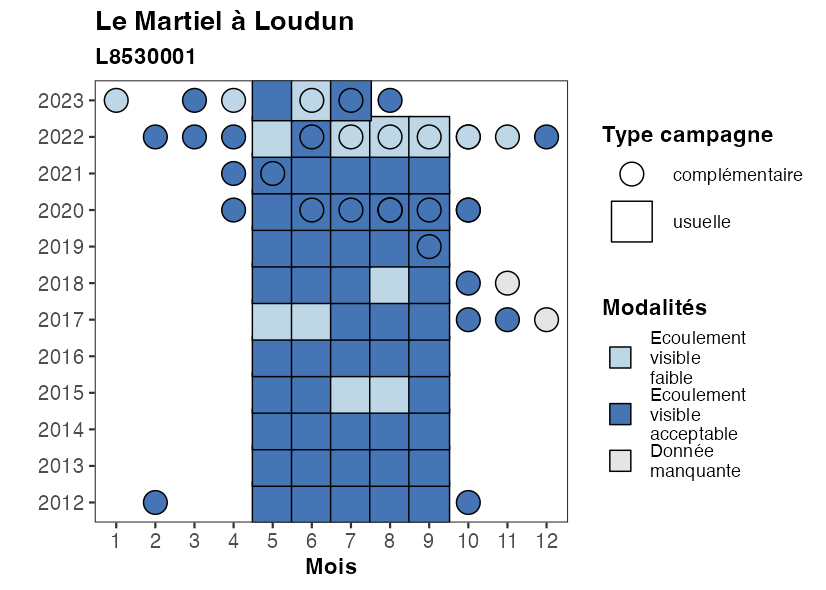 Le Martiel à Loudun
L8530001
2023
2022
2021
2020
2019
2018
2017
2016
2015
2014
2013
2012
1 2 3 4 5 6 7 8 9 10 11 12
Mois
Type campagne
complémentaire
usuelle
Modalités
Ecoulement
visible
faible
Ecoulement
visible
acceptable
Donnée
manquante